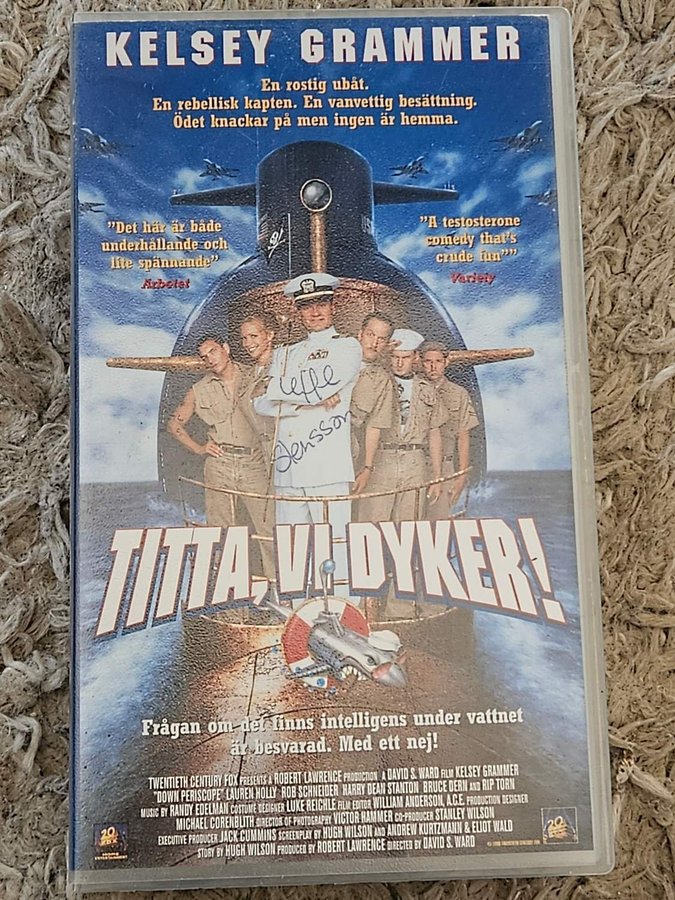 KELSEY GRAMMER
En rostig ubåt.
En rebellisk kapten. En vanvettig besättning.
Ödet knackar på men ingen är hemma.
"Det här är både
underhållande och
lite spännande"
Arbetet
"A testosterone
comedy that's
crude fun""
Variety
Leffe
Stensson
TITTA, VI DYKER!
Frågan om det finns intelligens under vattnet
är besvarad. Med ett nej!
TWENTIETH CENTURY FOX PRESENTS A ROBERT LAWRENCE PRODUCTION A DAVID S. WARD FILM KELSEY GRAMMER
"DOWN PERISCOPE" LAUREN HOLLY ROB SCHNEIDER HARRY DEAN STANTON BRUCE DERN AND RIP TORN
MUSIC BY RANDY EDELMAN COSTUME DESIGNER LUKE REICHLE FILM EDITOR WILLIAM ANDERSON, A.C.E. PRODUCTION DESIGNER
MICHAEL CORENBLITH DIRECTOR OF PHOTOGRAPHY VICTOR HAMMER CO-PRODUCER STANLEY WILSON
EXECUTIVE PRODUCER JACK CUMMINS SCREENPLAY BY HUGH WILSON AND ANDREW KURTZMANN & ELIOT WALD
STORY BY HUGH WILSON PRODUCED BY ROBERT LAWRENCE DIRECTED BY DAVID S. WARD